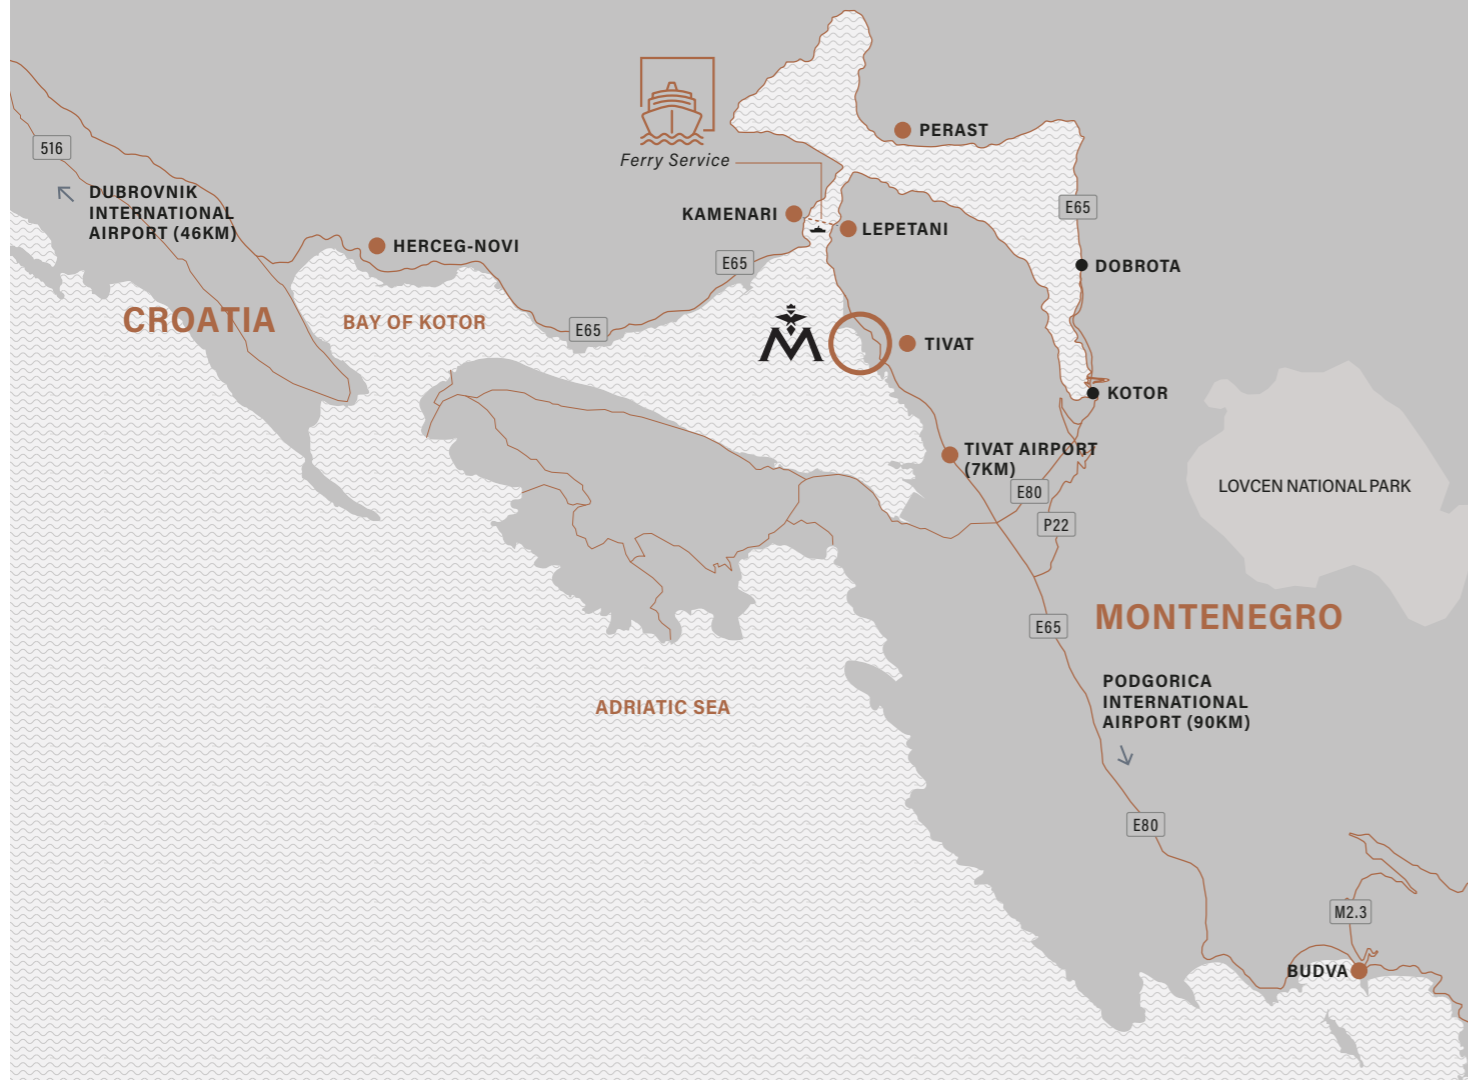 PERAST
516
Ferry Service
DUBROVNIK
INTERNATIONAL
AIRPORT (46KM)
KAMENARI
LEPETANI
E65
HERCEG-NOVI
E65
DOBROTA
CROATIA
BAY OF KOTOR
E65
M
TIVAT
KOTOR
TIVAT AIRPORT
(7KM)
E80
LOVCEN NATIONAL PARK
P22
MONTENEGRO
E65
PODGORICA
INTERNATIONAL
AIRPORT (90KM)
ADRIATIC SEA
E80
M2.3
BUDVA